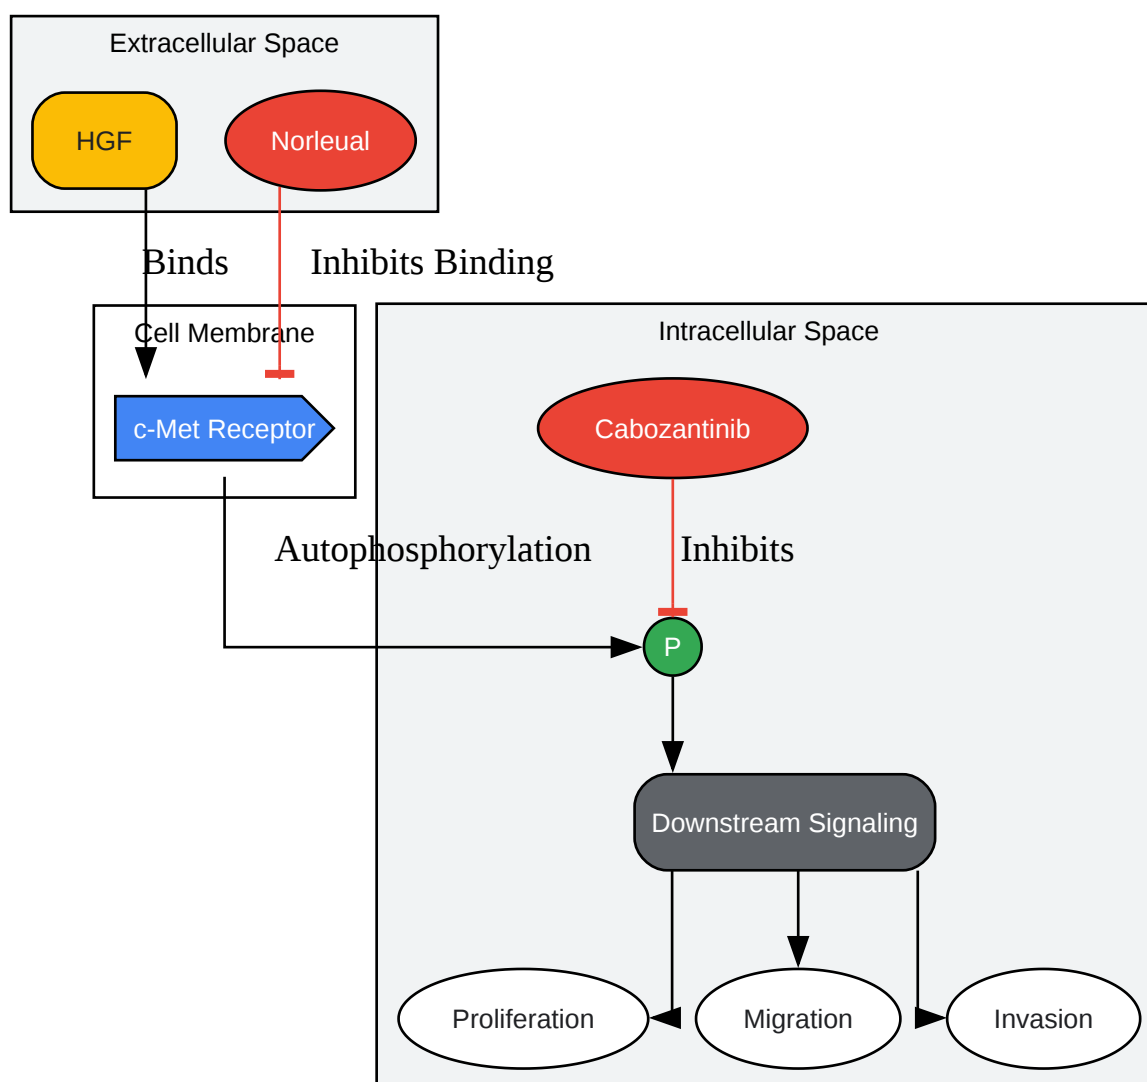 Extracellular Space
HGF
Norleual
Binds
Inhibits Binding
Cell Membrane
c-Met Receptor
Intracellular Space
Cabozantinib
Autophosphorylation
Inhibits
P
Downstream Signaling
Proliferation
Migration
Invasion